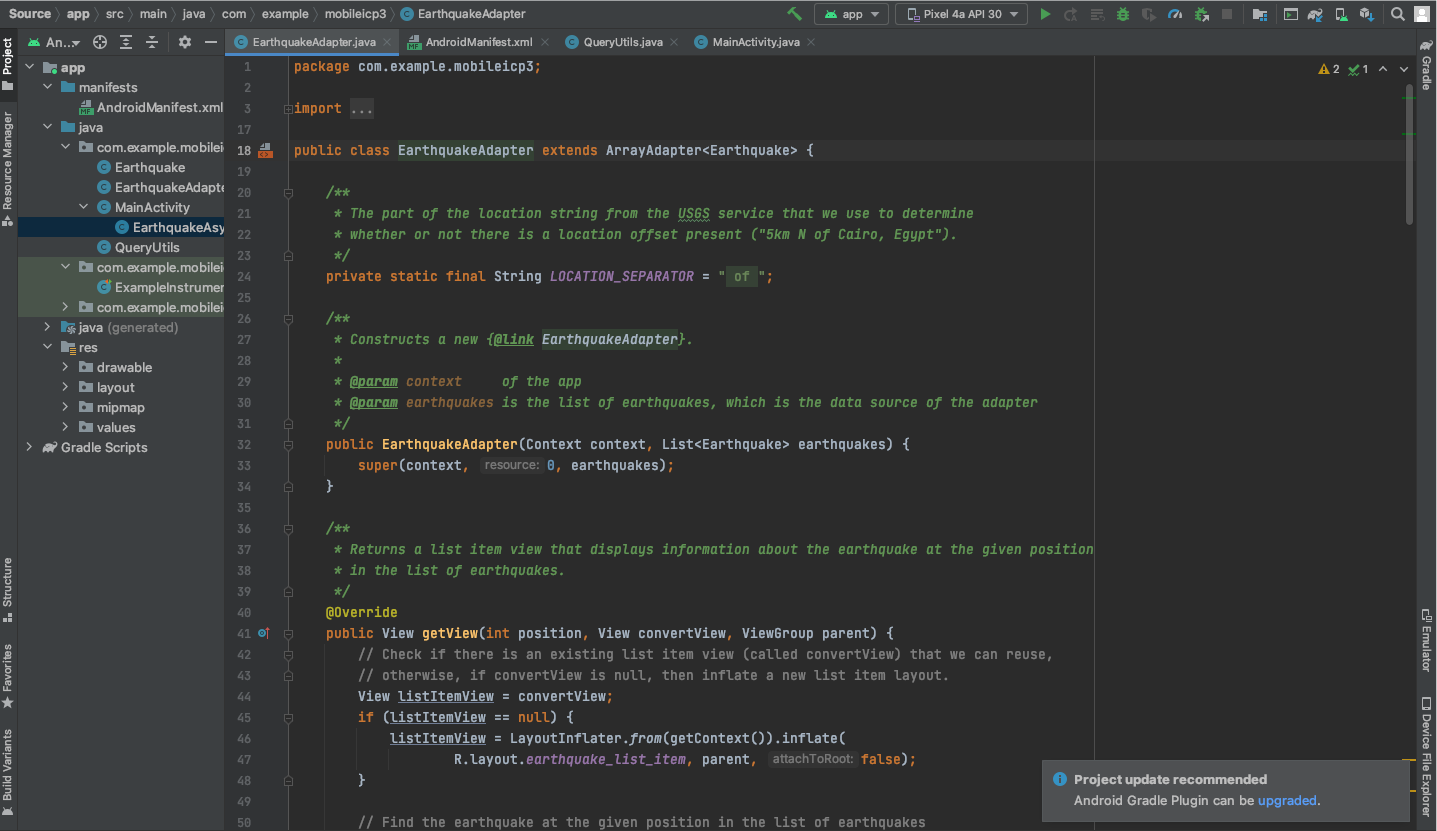 Source app src main java com example mobileicp3 EarthquakeAdapter
app
Pixel 4a API 30
Project
An...
EarthquakeAdapter.java
AndroidManifest.xml
QueryUtils.java
MainActivity.java
Gradle
app
manifests
AndroidManifest.xml
java
com.example.mobilei
Earthquake
EarthquakeAdapte
MainActivity
EarthquakeAsy
QueryUtils
com.example.mobilei
ExampleInstrumen
com.example.mobilei
java (generated)
res
drawable
layout
mipmap
values
Gradle Scripts
Resource Manager
Structure
Favorites
Build Variants
2 1
1 package com.example.mobileicp3;
2
3 import ...
17
18 public class EarthquakeAdapter extends ArrayAdapter<Earthquake> {
19
20 /**
21 * The part of the location string from the USGS service that we use to determine
22 * whether or not there is a location offset present ("5km N of Cairo, Egypt").
23 */
24 private static final String LOCATION_SEPARATOR = " of ";
25
26 /**
27 * Constructs a new {@link EarthquakeAdapter}.
28 *
29 * @param context     of the app
30 * @param earthquakes is the list of earthquakes, which is the data source of the adapter
31 */
32 public EarthquakeAdapter(Context context, List<Earthquake> earthquakes) {
33 super(context, resource: 0, earthquakes);
34 }
35
36 /**
37 * Returns a list item view that displays information about the earthquake at the given position
38 * in the list of earthquakes.
39 */
40 @Override
41 public View getView(int position, View convertView, ViewGroup parent) {
42 // Check if there is an existing list item view (called convertView) that we can reuse,
43 // otherwise, if convertView is null, then inflate a new list item layout.
44 View listItemView = convertView;
45 if (listItemView == null) {
46 listItemView = LayoutInflater.from(getContext()).inflate(
47 R.layout.earthquake_list_item, parent, attachToRoot: false);
48 }
49
50 // Find the earthquake at the given position in the list of earthquakes
Emulator
Device File Explorer
Project update recommended
Android Gradle Plugin can be upgraded.